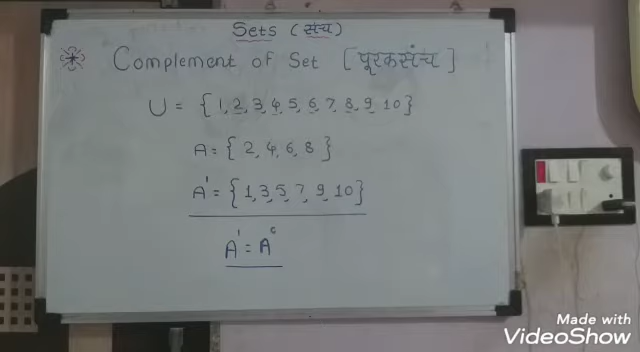 Sets (संच)
Complement of Set [पूरकसंच]
U = {1, 2, 3, 4, 5, 6, 7, 8, 9, 10}
A = {2, 4, 6, 8}
A' = {1, 3, 5, 7, 9, 10}
A' = Aᶜ
Made with
VideoShow